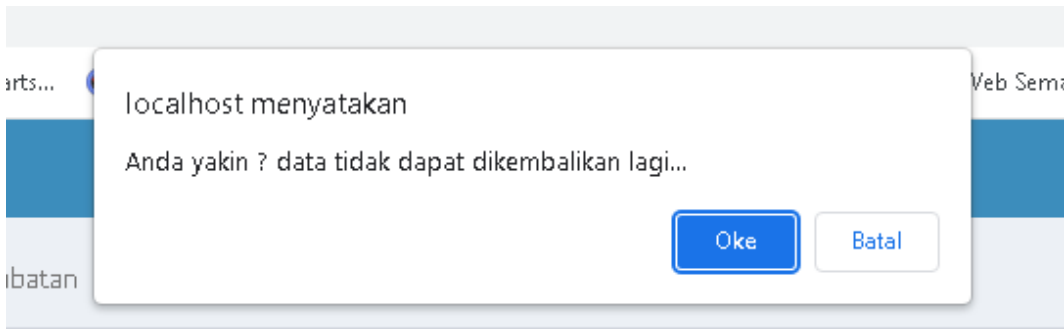 arts...
Web Sema
localhost menyatakan
Anda yakin ? data tidak dapat dikembalikan lagi...
Oke
Batal
batan